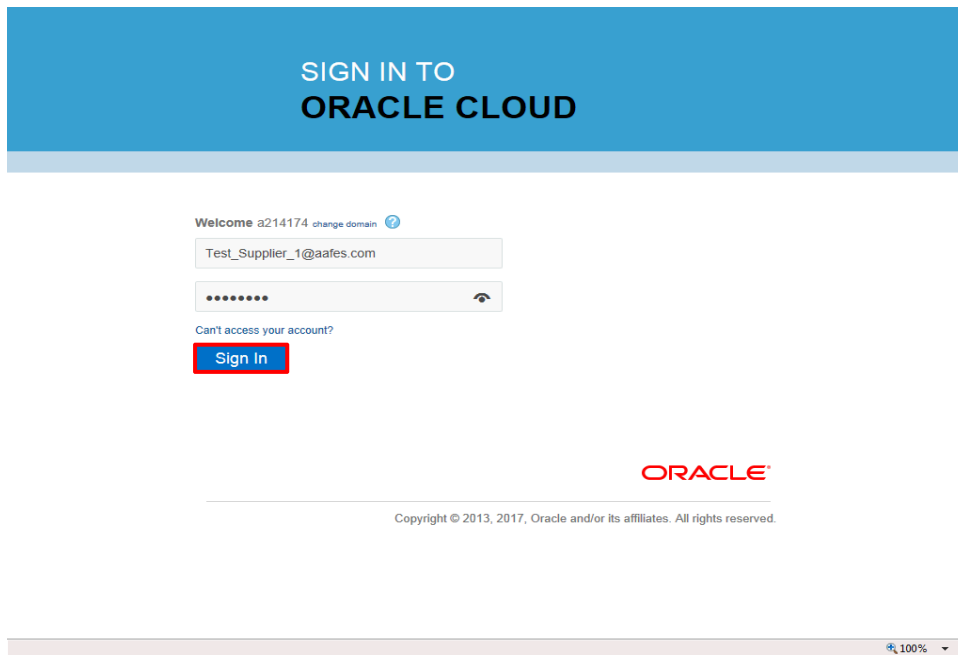 SIGN IN TO
ORACLE CLOUD
Welcome a214174 change domain ?
Test_Supplier_1@aafes.com
••••••••
Can't access your account?
Sign In
ORACLE®
Copyright © 2013, 2017, Oracle and/or its affiliates. All rights reserved.
100%